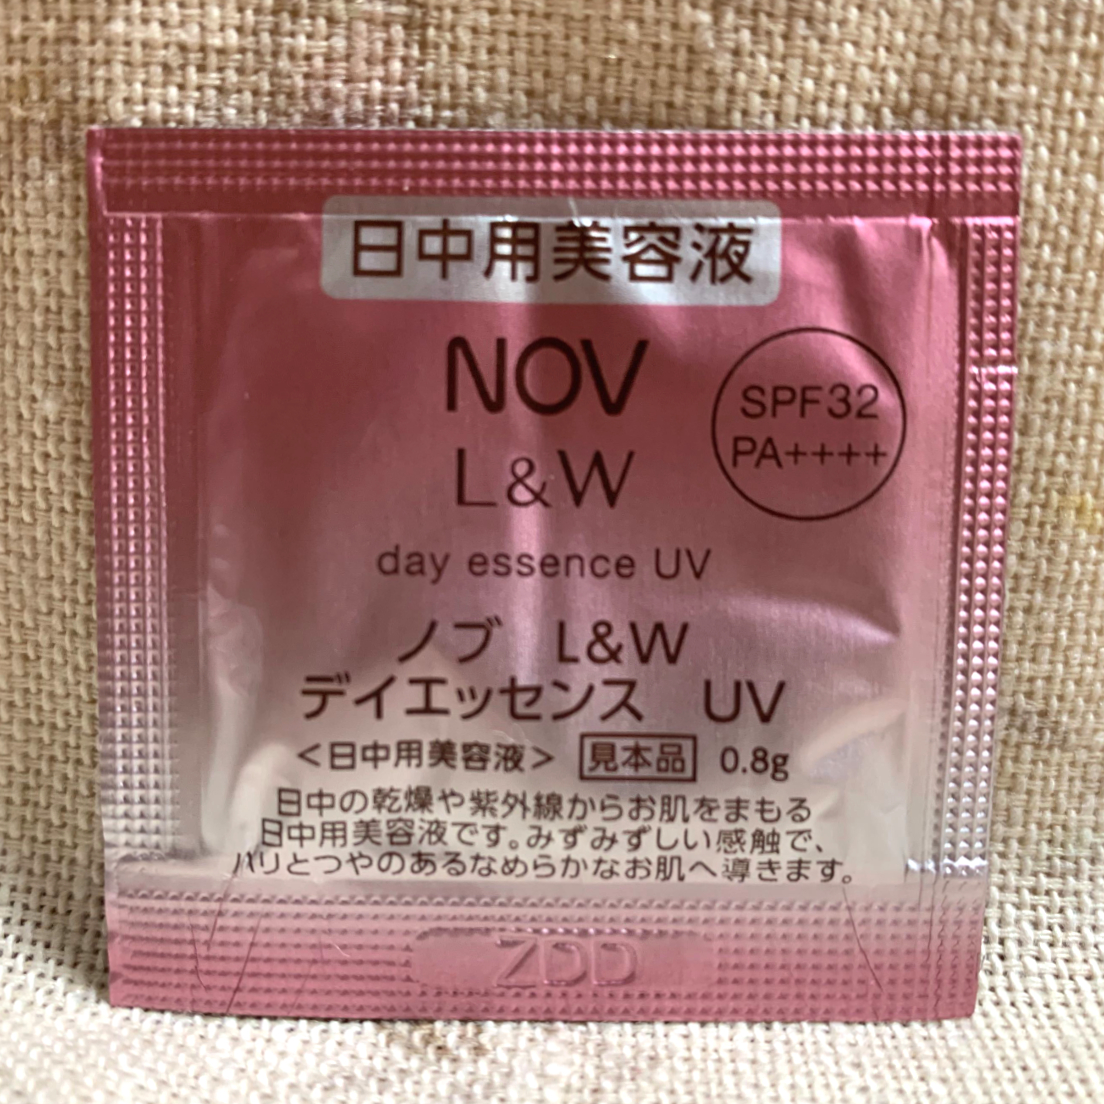 日中用美容液
NOV
L&W
SPF32
PA++++
day essence UV
ノブ L&W
デイエッセンス UV
<日中用美容液> 見本品 0.8g
日中の乾燥や紫外線からお肌をまもる
日中用美容液です。みずみずしい感触で、
ハリとつやのあるなめらかなお肌へ導きます。
ZDD